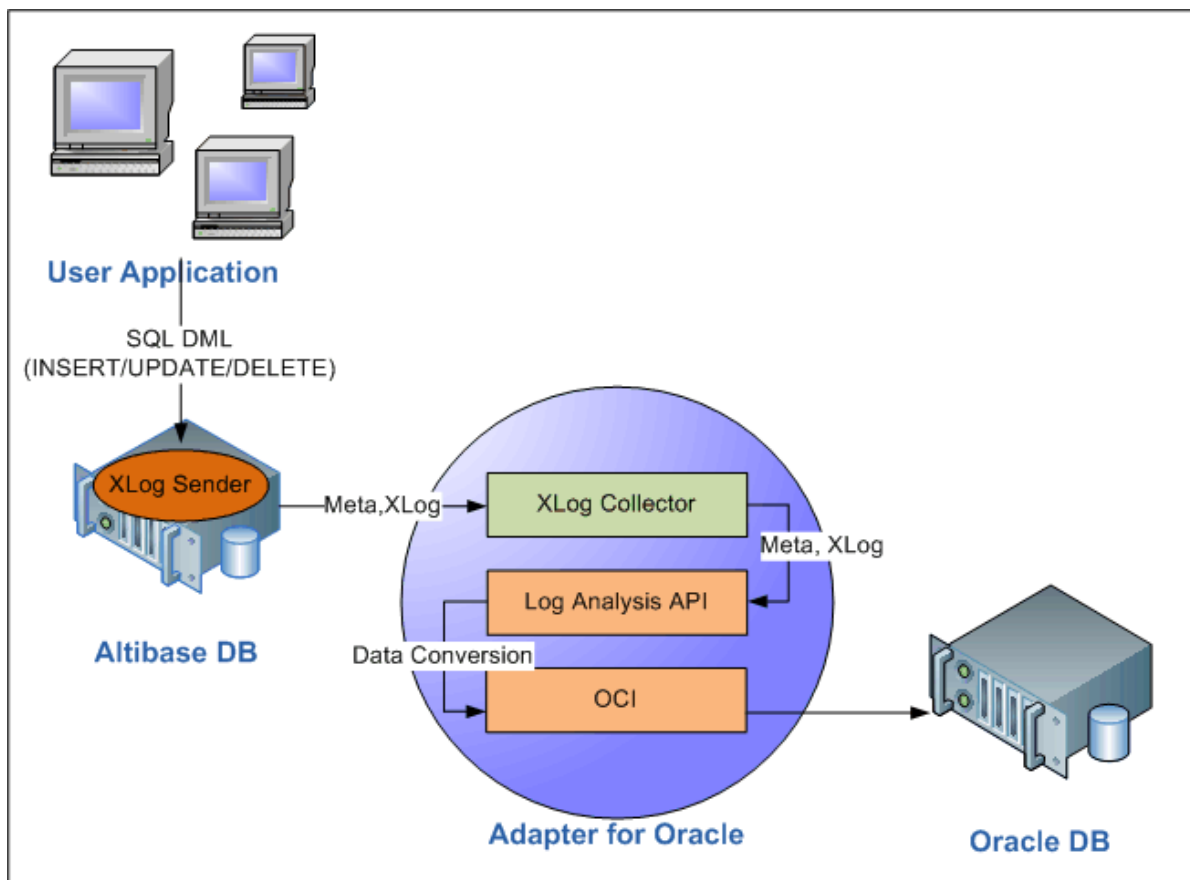 User Application
SQL DML
(INSERT/UPDATE/DELETE)
XLog Sender
Altibase DB
Meta,XLog
XLog Collector
Meta, XLog
Log Analysis API
Data Conversion
OCI
Adapter for Oracle
Oracle DB